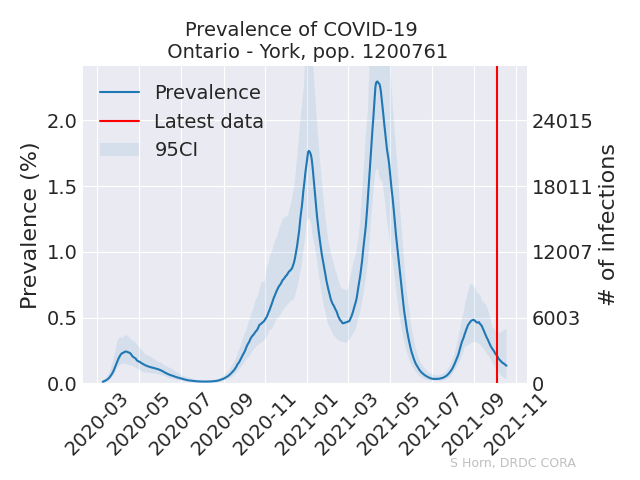 Prevalence of COVID-19
Ontario - York, pop. 1200761
Prevalence
Latest data
95CI
Prevalence (%)
2.0
1.5
1.0
0.5
0.0
24015
18011
12007
6003
0
# of infections
2020-03
2020-05
2020-07
2020-09
2020-11
2021-01
2021-03
2021-05
2021-07
2021-09
2021-11
S Horn, DRDC CORA